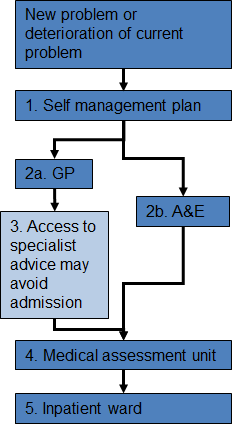 New problem or
deterioration of current
problem
1. Self management plan
2a. GP
2b. A&E
3. Access to
specialist
advice may
avoid
admission
4. Medical assessment unit
5. Inpatient ward